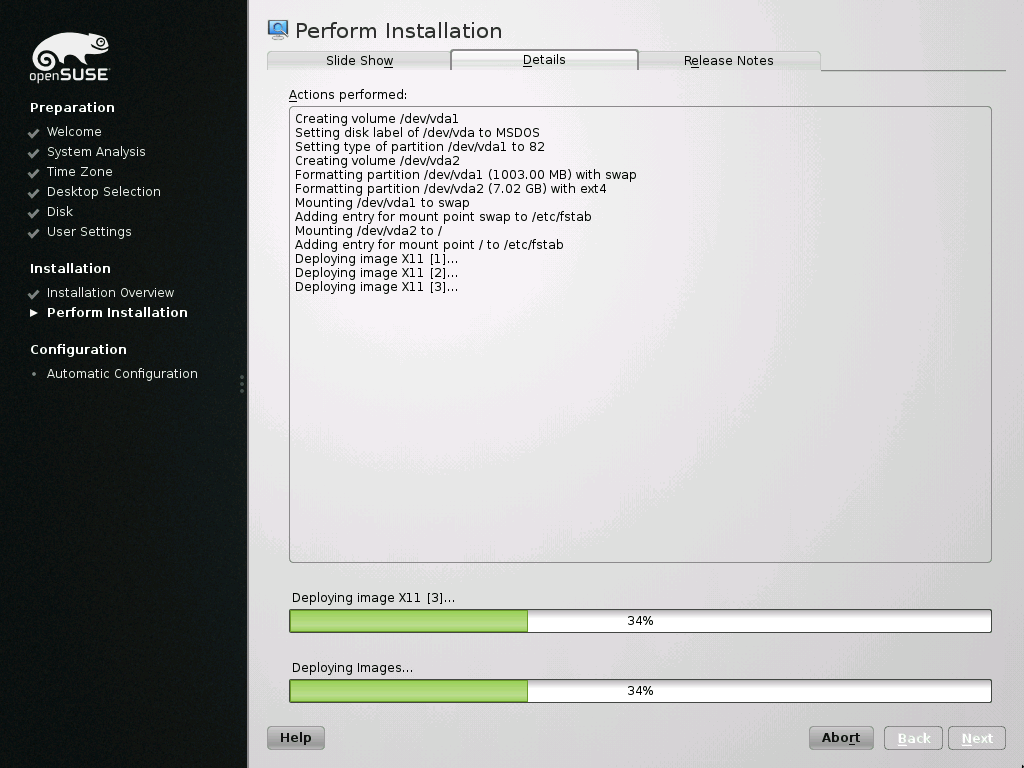 openSUSE
Preparation
Welcome
System Analysis
Time Zone
Desktop Selection
Disk
User Settings
Installation
Installation Overview
Perform Installation
Configuration
Automatic Configuration
Perform Installation
Slide Show
Details
Release Notes
Actions performed:
Creating volume /dev/vda1
Setting disk label of /dev/vda to MSDOS
Setting type of partition /dev/vda1 to 82
Creating volume /dev/vda2
Formatting partition /dev/vda1 (1003.00 MB) with swap
Formatting partition /dev/vda2 (7.02 GB) with ext4
Mounting /dev/vda1 to swap
Adding entry for mount point swap to /etc/fstab
Mounting /dev/vda2 to /
Adding entry for mount point / to /etc/fstab
Deploying image X11 [1]...
Deploying image X11 [2]...
Deploying image X11 [3]...
Deploying image X11 [3]...
34%
Deploying Images...
34%
Help
Abort
Back
Next